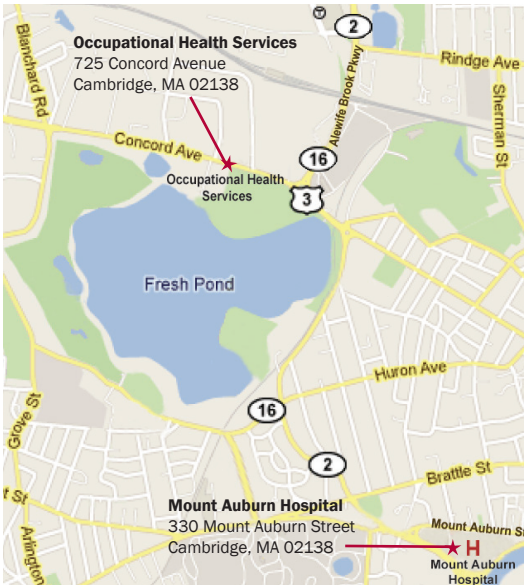 2
Rindge Ave
Blanchard Rd
Occupational Health Services
725 Concord Avenue
Cambridge, MA 02138
Alewife Brook Pkwy
Sherman St
Concord Ave
16
Occupational Health
Services
3
Fresh Pond
Huron Ave
16
Grove St
2
Brattle St
t St
Mount Auburn Hospital
330 Mount Auburn Street
Cambridge, MA 02138
Mount Auburn S
H
Mount Auburn
Hospital
Arlington
T